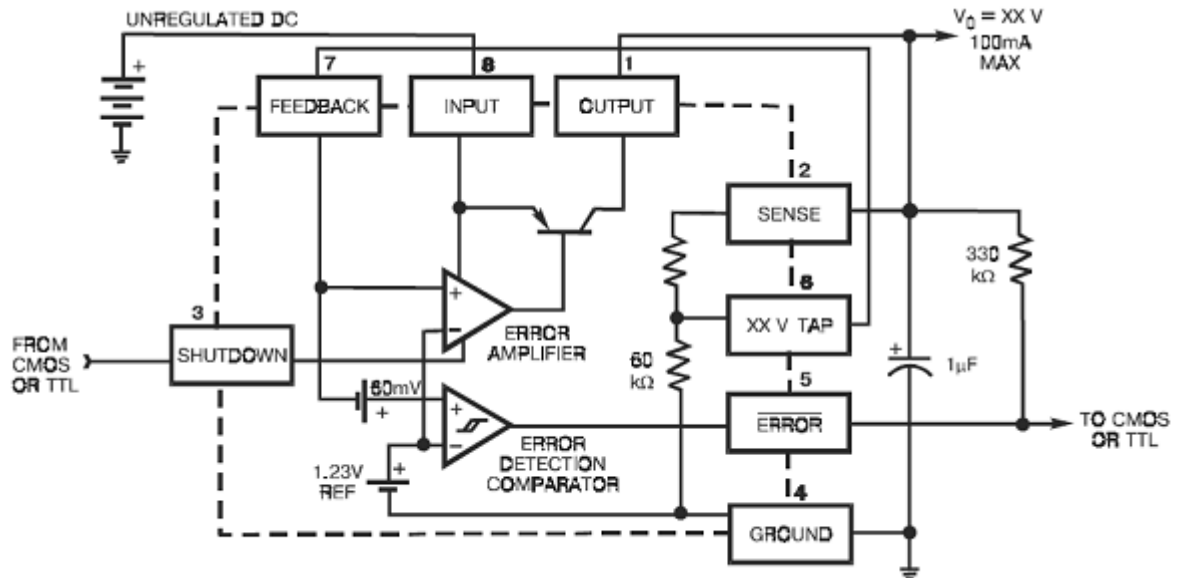 UNREGULATED DC
V0 = XX V
100mA
MAX
+
7
8
1
FEEDBACK
INPUT
OUTPUT
2
SENSE
330
kΩ
6
+
−
3
XX V TAP
ERROR
AMPLIFIER
FROM
CMOS
OR TTL
SHUTDOWN
60
kΩ
+
1µF
5
60mV
+
+
−
ERROR
TO CMOS
OR TTL
ERROR
DETECTION
COMPARATOR
1.23V
REF
+
4
GROUND